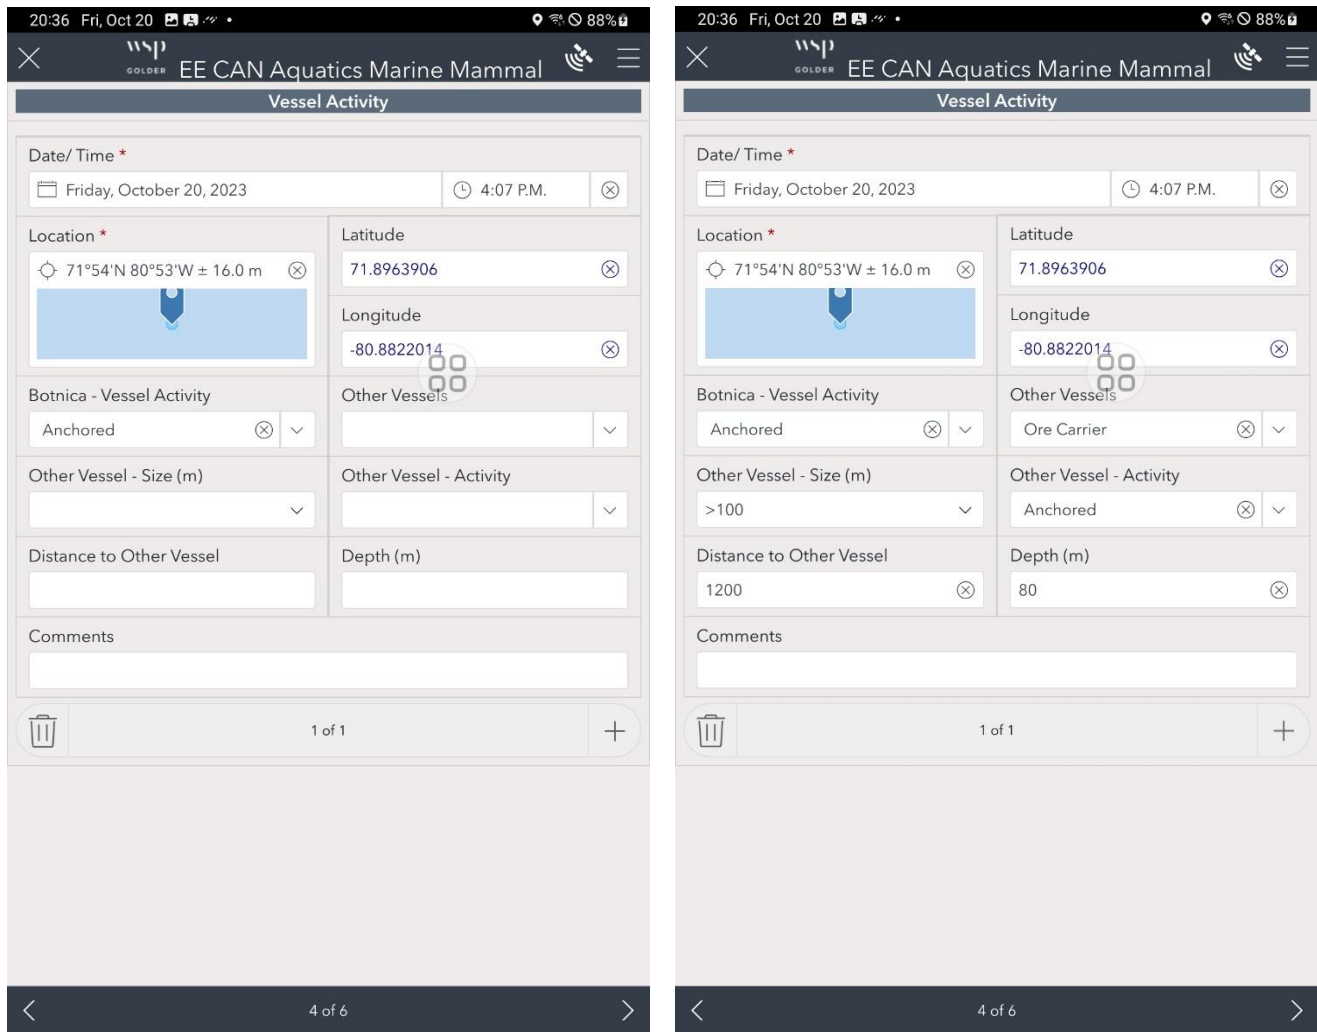 20:36 Fri, Oct 20
88%
wsp
GOLDER
EE CAN Aquatics Marine Mammal
Vessel Activity
Date/ Time *
Friday, October 20, 2023
4:07 P.M.
Location *
71°54'N 80°53'W ± 16.0 m
Latitude
71.8963906
Longitude
-80.8822014
Botnica - Vessel Activity
Anchored
Other Vessels
Other Vessel - Size (m)
Other Vessel - Activity
Distance to Other Vessel
Depth (m)
Comments
1 of 1
4 of 6
20:36 Fri, Oct 20
88%
wsp
GOLDER
EE CAN Aquatics Marine Mammal
Vessel Activity
Date/ Time *
Friday, October 20, 2023
4:07 P.M.
Location *
71°54'N 80°53'W ± 16.0 m
Latitude
71.8963906
Longitude
-80.8822014
Botnica - Vessel Activity
Anchored
Other Vessels
Ore Carrier
Other Vessel - Size (m)
>100
Other Vessel - Activity
Anchored
Distance to Other Vessel
1200
Depth (m)
80
Comments
1 of 1
4 of 6